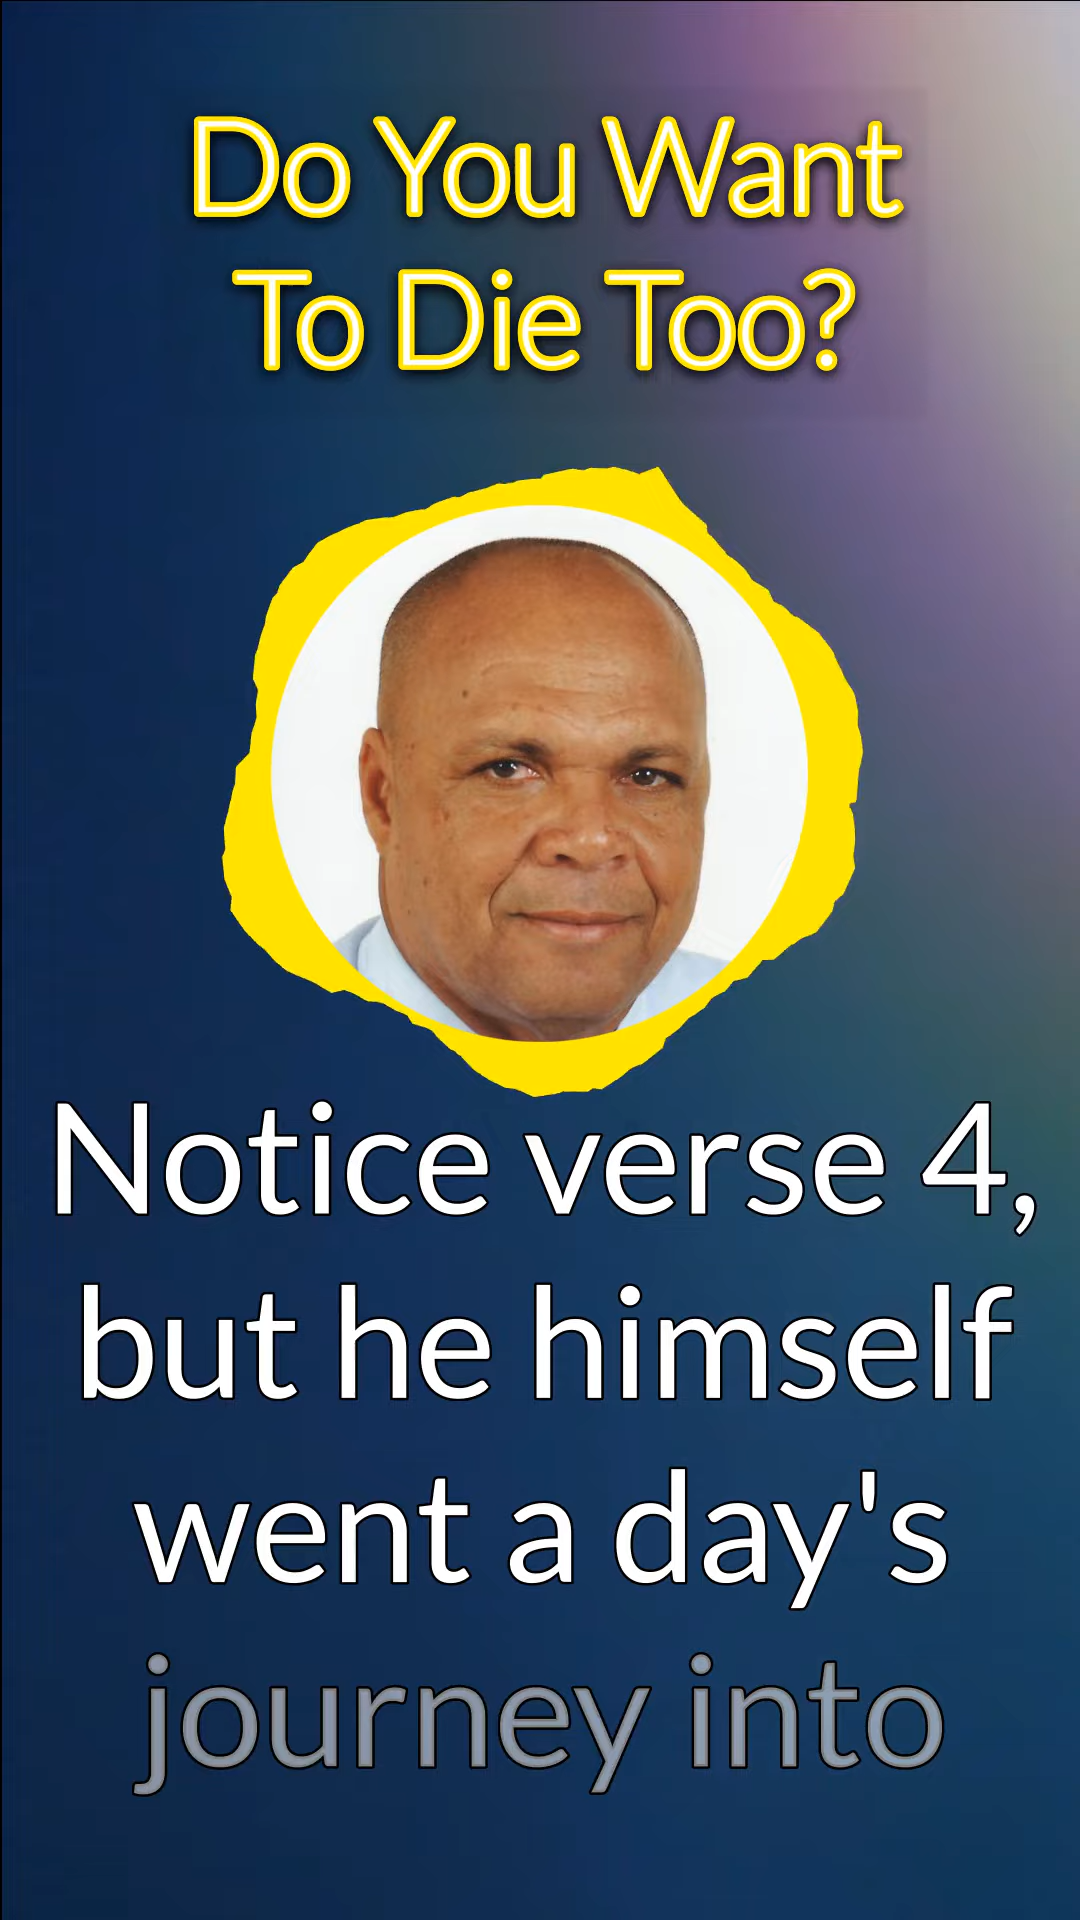 Do You Want
To Die Too?
Notice verse 4,
but he himself
went a day's
journey into